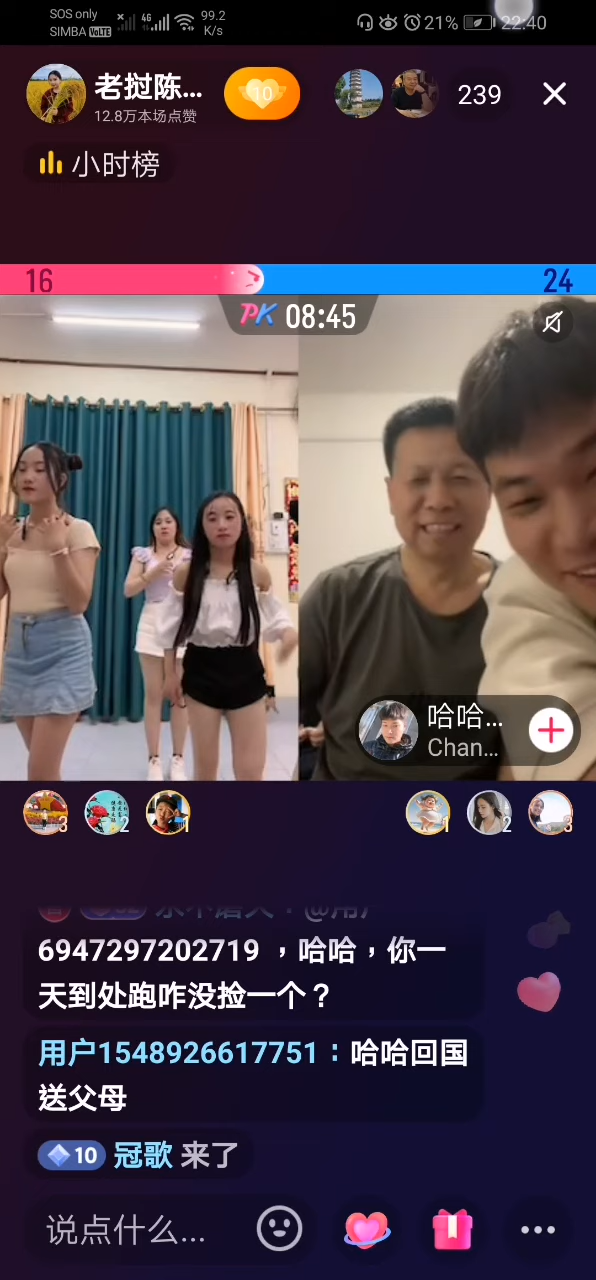 SOS only
SIMBA VoLTE
4G
99.2
K/s
21%
22:40
老挝陈...
12.8万本场点赞
10
239
小时榜
16
24
PK 08:45
哈哈...
Chan...
3
2
1
1
2
3
6947297202719 ，哈哈，你一
天到处跑咋没捡一个？
用户1548926617751：哈哈回国
送父母
10 冠歌 来了
说点什么...